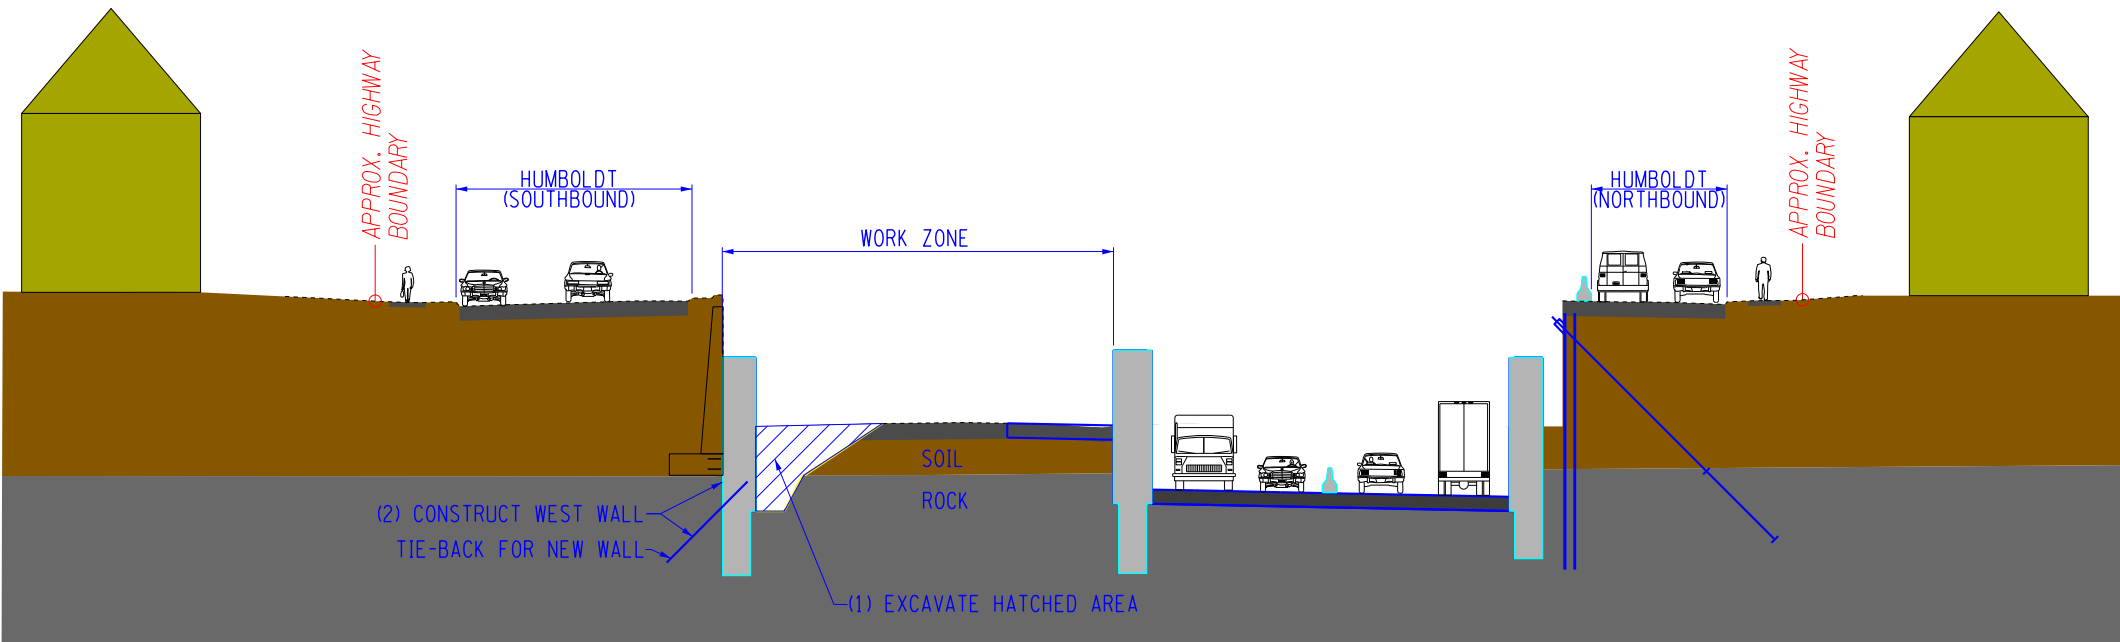 APPROX. HIGHWAY
BOUNDARY
HUMBOLDT
(SOUTHBOUND)
WORK ZONE
HUMBOLDT
(NORTHBOUND)
APPROX. HIGHWAY
BOUNDARY
SOIL
ROCK
(2) CONSTRUCT WEST WALL
TIE-BACK FOR NEW WALL
(1) EXCAVATE HATCHED AREA